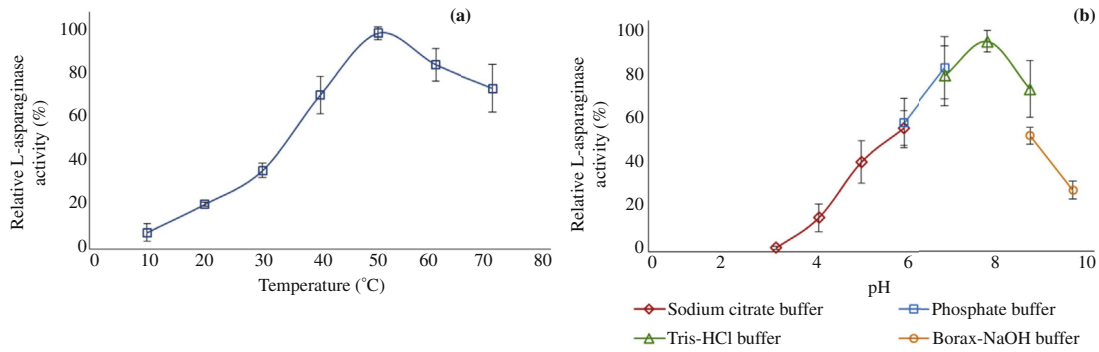 (a)
100
80
60
40
20
0
Relative L-asparaginase
activity (%)
0 10 20 30 40 50 60 70 80
Temperature (°C)
(b)
100
80
60
40
20
0
Relative L-asparaginase
activity (%)
0 2 4 6 8 10
pH
Sodium citrate buffer
Phosphate buffer
Tris-HCl buffer
Borax-NaOH buffer